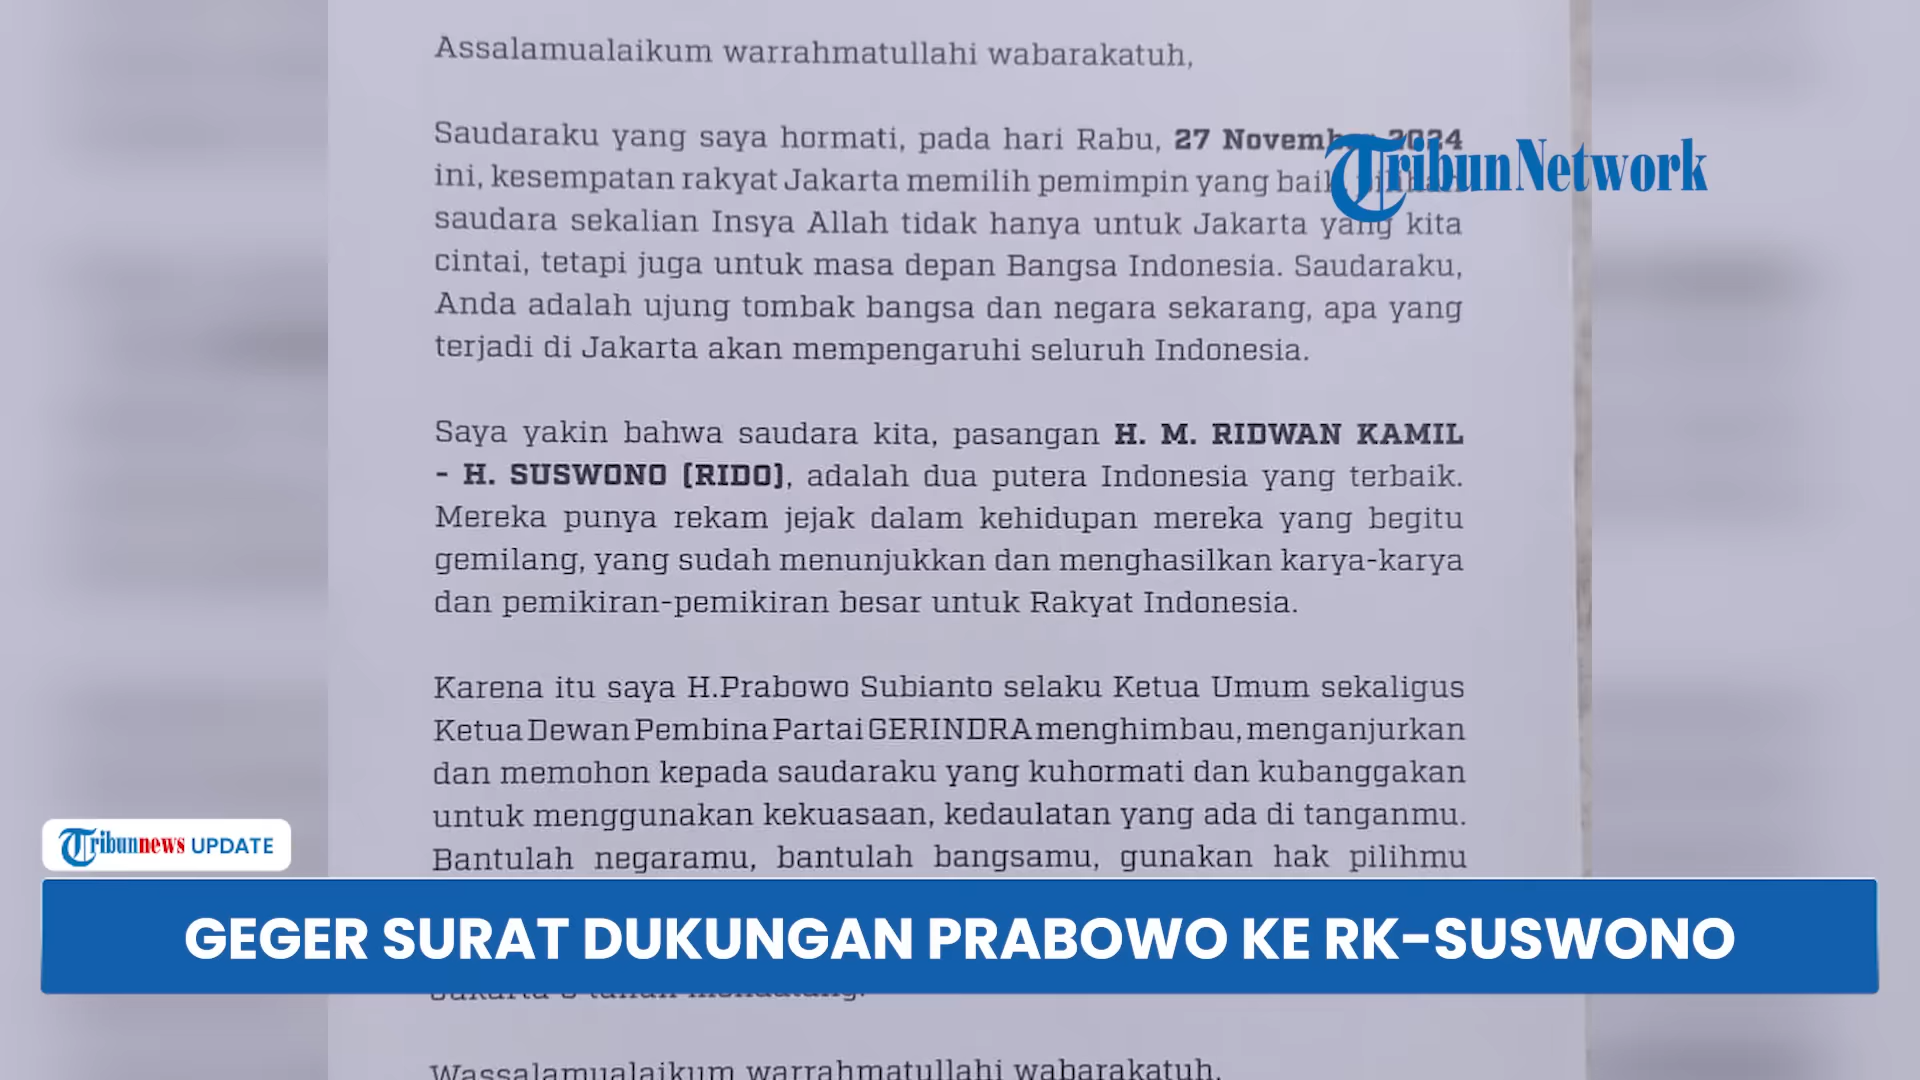 Assalamualaikum warrahmatullahi wabarakatuh,
Saudaraku yang saya hormati, pada hari Rabu, 27 November 2024
TribunNetwork
ini, kesempatan rakyat Jakarta memilih pemimpin yang baik,
saudara sekalian Insya Allah tidak hanya untuk Jakarta yang kita
cintai, tetapi juga untuk masa depan Bangsa Indonesia. Saudaraku,
Anda adalah ujung tombak bangsa dan negara sekarang, apa yang
terjadi di Jakarta akan mempengaruhi seluruh Indonesia.
Saya yakin bahwa saudara kita, pasangan H. M. RIDWAN KAMIL
- H. SUSWONO (RIDO), adalah dua putera Indonesia yang terbaik.
Mereka punya rekam jejak dalam kehidupan mereka yang begitu
gemilang, yang sudah menunjukkan dan menghasilkan karya-karya
dan pemikiran-pemikiran besar untuk Rakyat Indonesia.
Karena itu saya H.Prabowo Subianto selaku Ketua Umum sekaligus
Ketua Dewan Pembina Partai GERINDRA menghimbau, menganjurkan
dan memohon kepada saudaraku yang kuhormati dan kubanggakan
untuk menggunakan kekuasaan, kedaulatan yang ada di tanganmu.
Bantulah negaramu, bantulah bangsamu, gunakan hak pilihmu
Tribunnews UPDATE
GEGER SURAT DUKUNGAN PRABOWO KE RK-SUSWONO
Wassalamualaikum warrahmatullahi wabarakatuh.